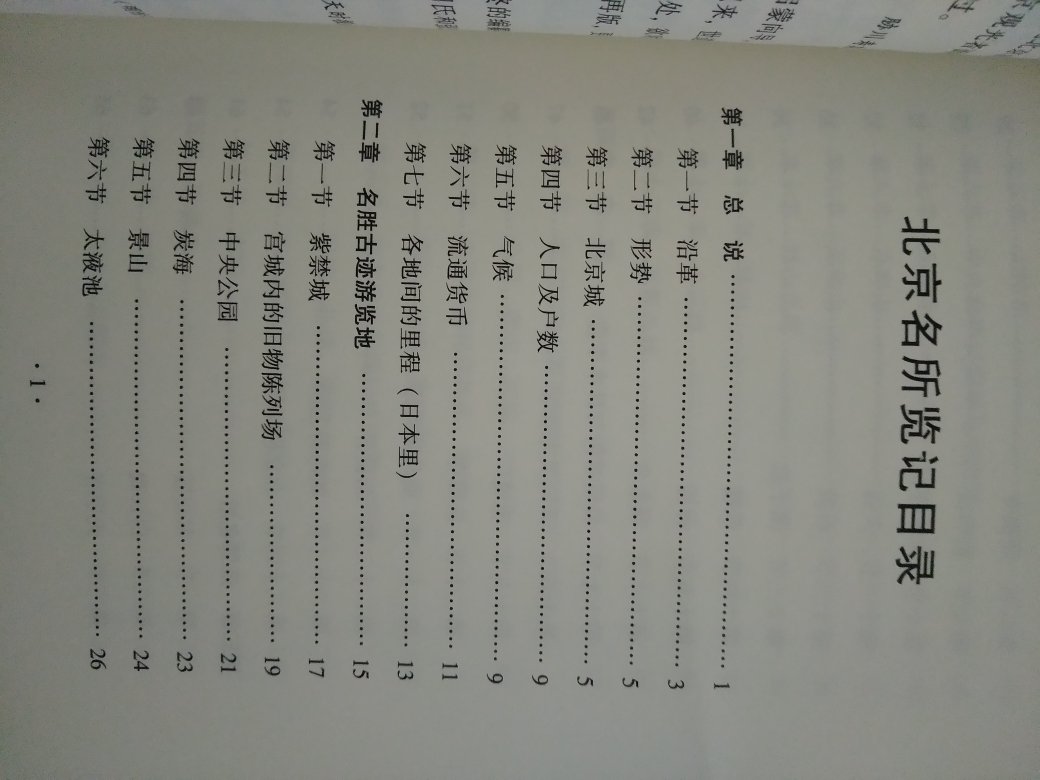 北京名所览记目录
第一章 总 说 …… 1
第一节 沿革 …… 3
第二节 形势 …… 5
第三节 北京城 …… 5
第四节 人口及户数 …… 9
第五节 气候 …… 9
第六节 流通货币 …… 11
第七节 各地间的里程（日本里） …… 13
第二章 名胜古迹游览地 …… 15
第一节 紫禁城 …… 17
第二节 宫城内的旧物陈列场 …… 19
第三节 中央公园 …… 21
第四节 炭海 …… 23
第五节 景山 …… 24
第六节 太液池 …… 26
· 1 ·